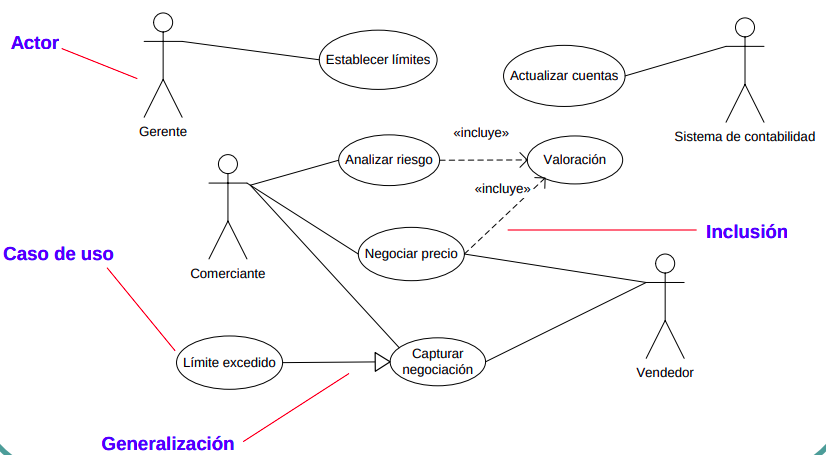 Actor
Establecer límites
Actualizar cuentas
Gerente
Sistema de contabilidad
«incluye»
Analizar riesgo
Valoración
«incluye»
Inclusión
Caso de uso
Negociar precio
Comerciante
Límite excedido
Capturar
negociación
Vendedor
Generalización